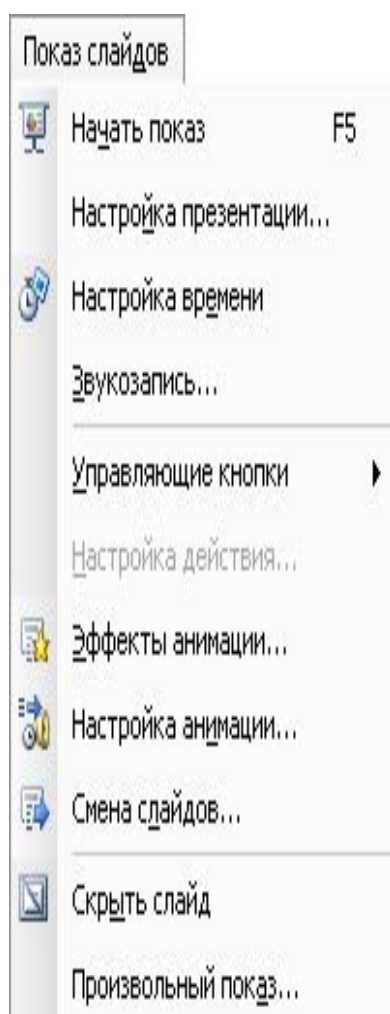 Показ слайдов
Начать показ F5
Настройка презентации...
Настройка времени
Звукозапись...
Управляющие кнопки
Настройка действия...
Эффекты анимации...
Настройка анимации...
Смена слайдов...
Скрыть слайд
Произвольный показ...